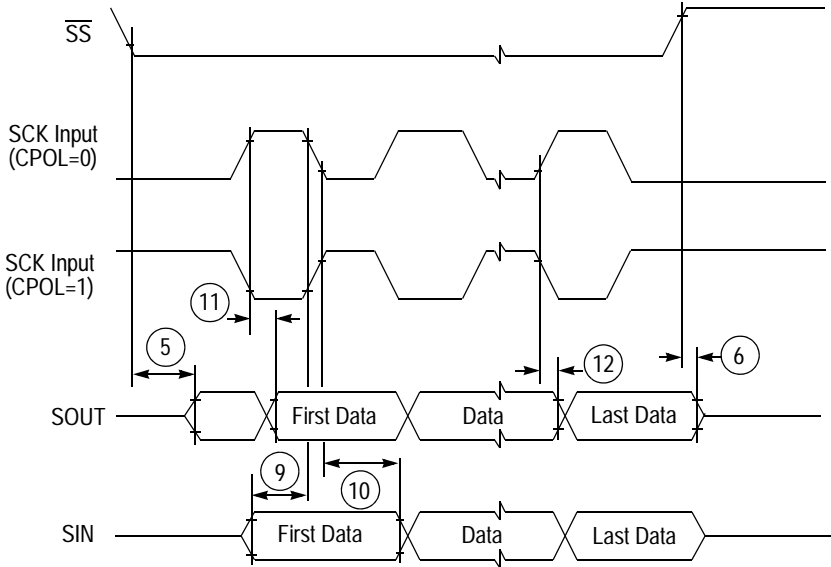 SS
SCK Input
(CPOL=0)
SCK Input
(CPOL=1)
11
5
12
6
SOUT
First Data
Data
Last Data
9
10
SIN
First Data
Data
Last Data